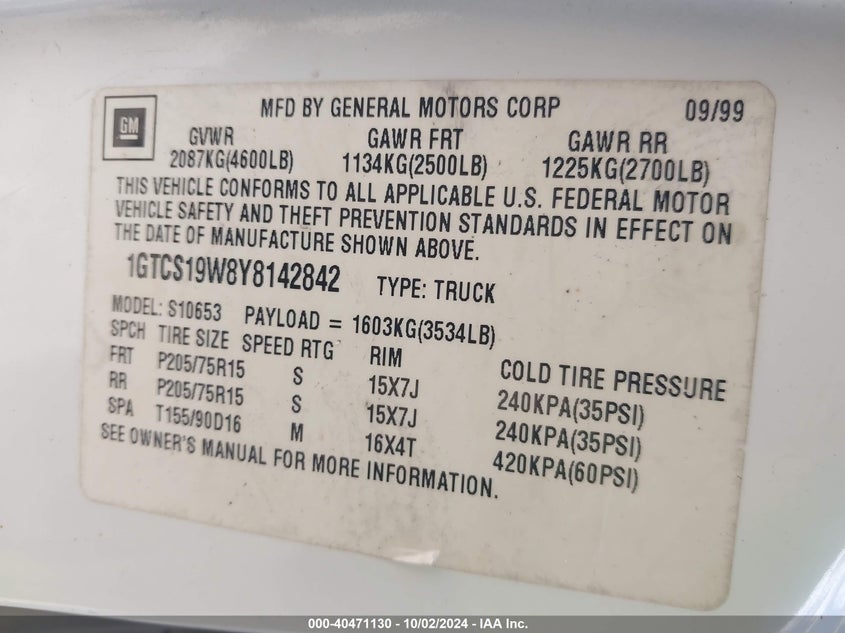 GM
MFD BY GENERAL MOTORS CORP 09/99
GVWR GAWR FRT GAWR RR
2087KG(4600LB) 1134KG(2500LB) 1225KG(2700LB)
THIS VEHICLE CONFORMS TO ALL APPLICABLE U.S. FEDERAL MOTOR
VEHICLE SAFETY AND THEFT PREVENTION STANDARDS IN EFFECT ON
THE DATE OF MANUFACTURE SHOWN ABOVE.
1GTCS19W8Y8142842 TYPE: TRUCK
MODEL: S10653 PAYLOAD = 1603KG(3534LB)
SPCH TIRE SIZE SPEED RTG RIM COLD TIRE PRESSURE
FRT P205/75R15 S 15X7J 240KPA(35PSI)
RR P205/75R15 S 15X7J 240KPA(35PSI)
SPA T155/90D16 M 16X4T 420KPA(60PSI)
SEE OWNER'S MANUAL FOR MORE INFORMATION.
000-40471130 - 10/02/2024 - IAA Inc.